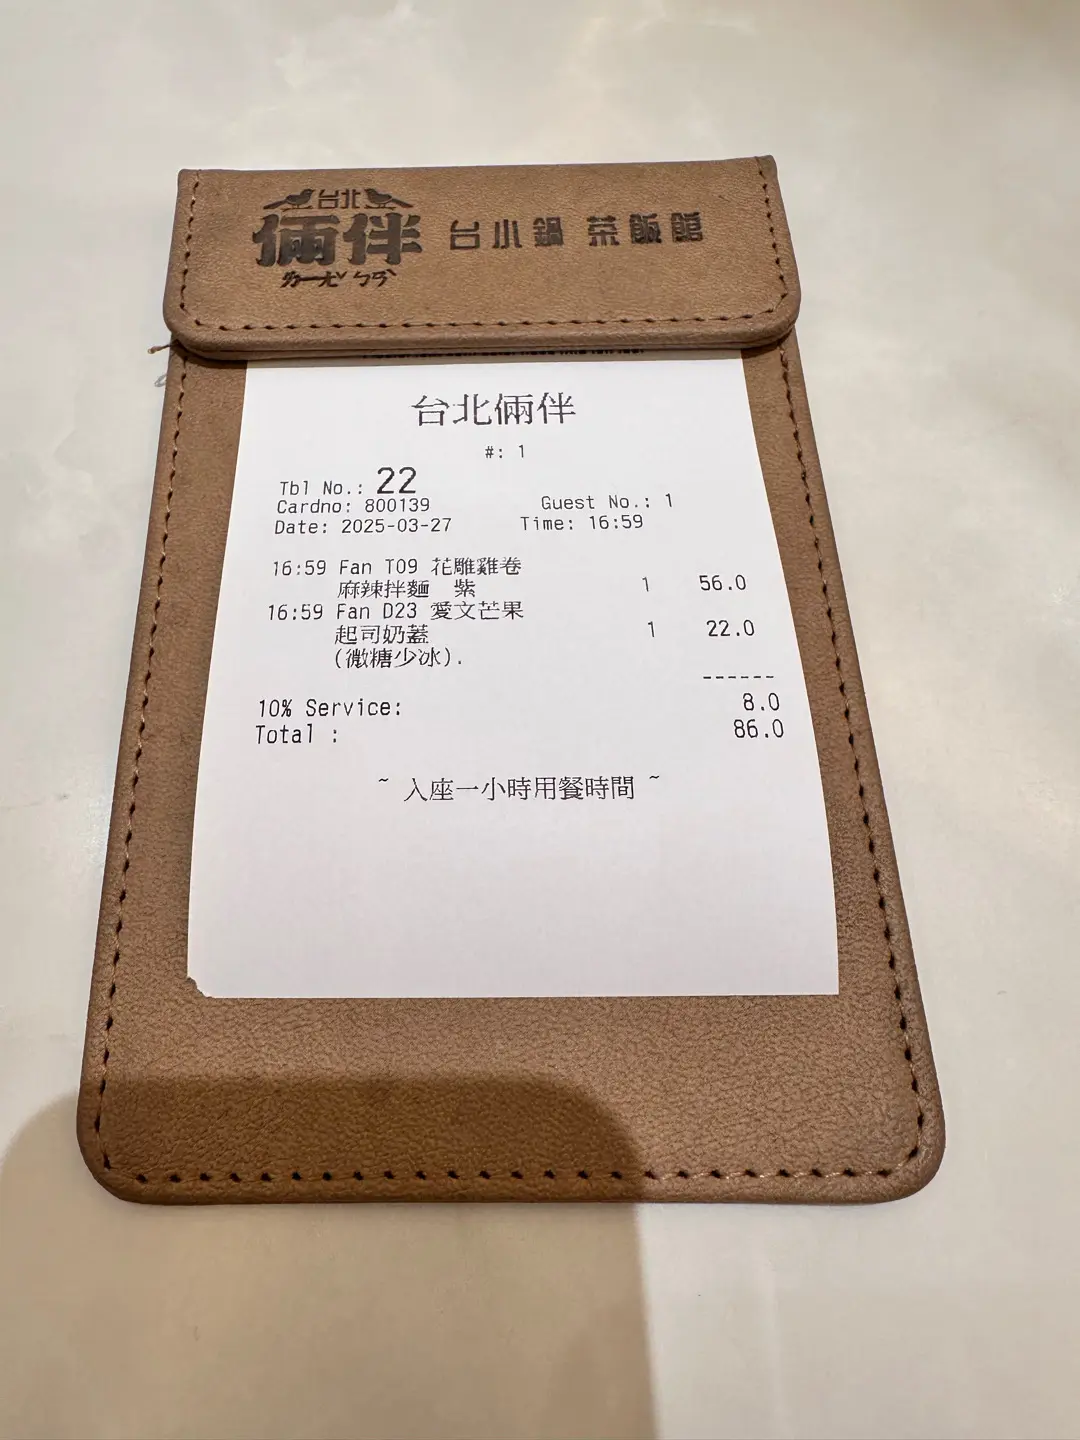 台北
倆伴 台小鍋 茶飯館
ㄌㄧㄤˇ ㄅㄢˋ
台北倆伴
#: 1
Tbl No.: 22
Cardno: 800139 Guest No.: 1
Date: 2025-03-27 Time: 16:59
16:59 Fan T09 花雕雞卷
麻辣拌麵 紫 1 56.0
16:59 Fan D23 愛文芒果
起司奶蓋 1 22.0
(微糖少冰).
------
10% Service: 8.0
Total : 86.0
~ 入座一小時用餐時間 ~